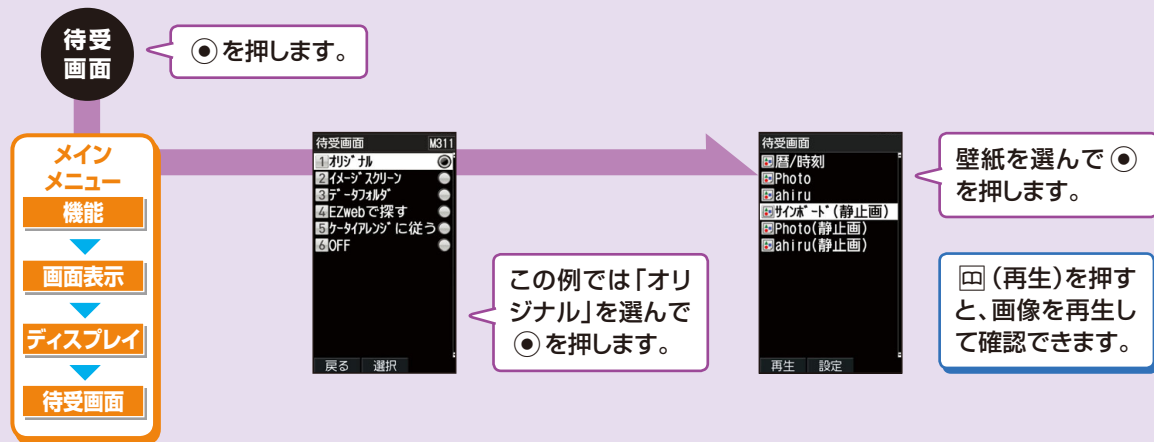 待受
画面
◉を押します。
メイン
メニュー
機能
画面表示
ディスプレイ
待受画面
待受画面 M311
1 オリジナル
2 イメージスクリーン
3 データフォルダ
4 EZwebで探す
5 ケータイアレンジに従う
6 OFF
戻る 選択
この例では「オリ
ジナル」を選んで
◉を押します。
待受画面
暦/時刻
Photo
ahiru
サインボード(静止画)
Photo(静止画)
ahiru(静止画)
再生 設定
壁紙を選んで◉
を押します。
(再生)を押す
と、画像を再生し
て確認できます。